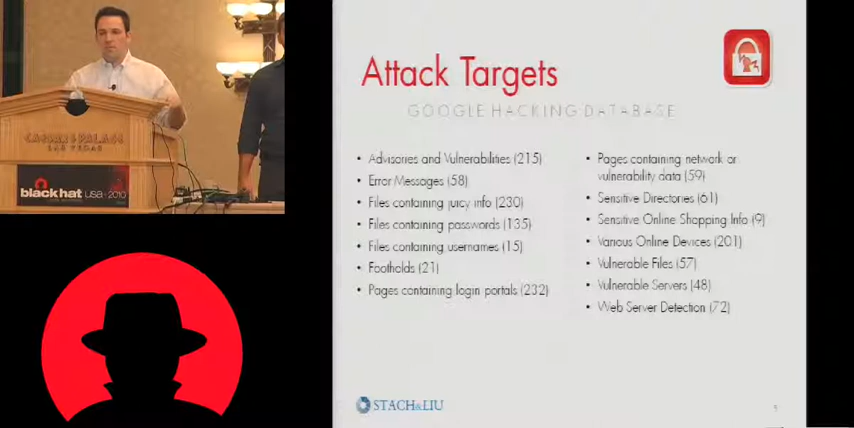 CAESARS PALACE
LAS VEGAS
black hat USA + 2010
Attack Targets
GOOGLE HACKING DATABASE
• Advisories and Vulnerabilities (215)
• Error Messages (58)
• Files containing juicy info (230)
• Files containing passwords (135)
• Files containing usernames (15)
• Footholds (21)
• Pages containing login portals (232)
• Pages containing network or
vulnerability data (59)
• Sensitive Directories (61)
• Sensitive Online Shopping Info (9)
• Various Online Devices (201)
• Vulnerable Files (57)
• Vulnerable Servers (48)
• Web Server Detection (72)
STACH&LIU